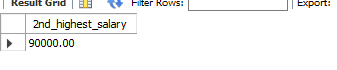 Result Grid Filter Rows: Export:
2nd_highest_salary
90000.00